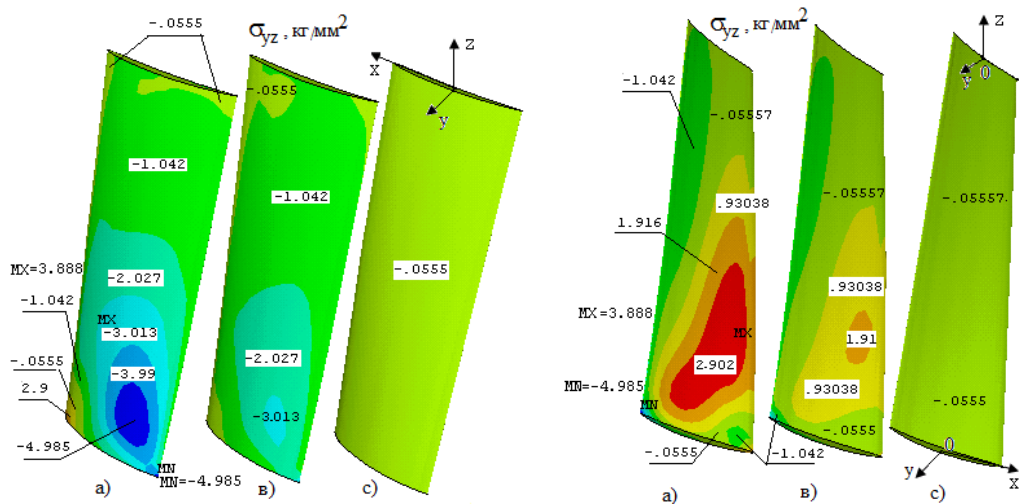 σyz , кг/мм²
-.0555
x
z
y
-.0555
-1.042
-1.042
-2.027
-.0555
MX=3.888
-1.042
MX
-3.013
-.0555
-3.99
-2.027
2.9
-3.013
-4.985
MN
MN=-4.985
а)
в)
с)
σyz , кг/мм²
z
y
0
-1.042
-.05557
-.05557
-.05557
.93038
1.916
.93038
MX=3.888
MX
1.91
2.902
MN=-4.985
.93038
-.0555
MN
-.0555
-.0555
-1.042
0
y
x
а)
в)
с)